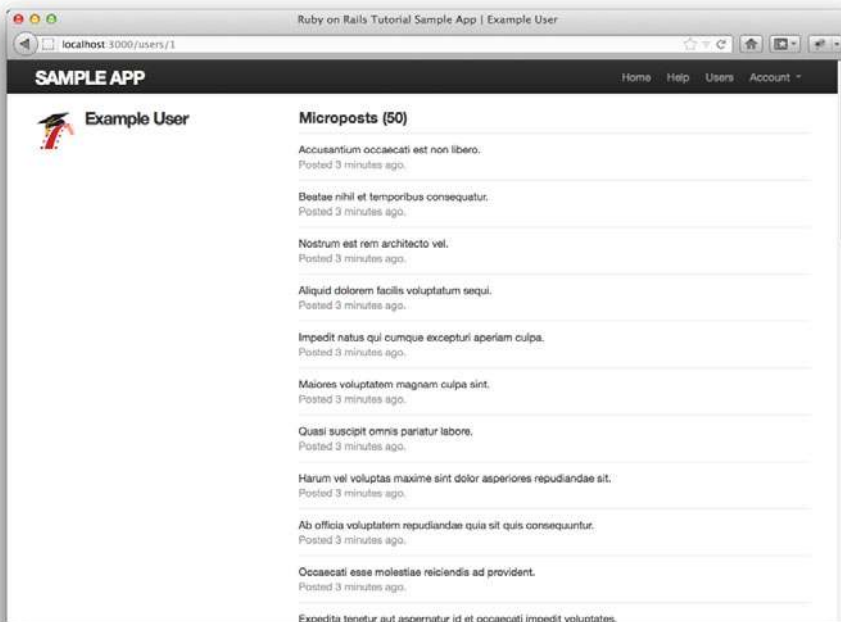 Ruby on Rails Tutorial Sample App | Example User
localhost:3000/users/1
SAMPLE APP
Home Help Users Account
Example User
Microposts (50)
Accusantium occaecati est non libero.
Posted 3 minutes ago.
Beatae nihil et temporibus consequatur.
Posted 3 minutes ago.
Nostrum est rem architecto vel.
Posted 3 minutes ago.
Aliquid dolorem facilis voluptatum sequi.
Posted 3 minutes ago.
Impedit natus qui cumque excepturi aperiam culpa.
Posted 3 minutes ago.
Maiores voluptatem magnam culpa sint.
Posted 3 minutes ago.
Quasi suscipit omnis pariatur labore.
Posted 3 minutes ago.
Harum vel voluptas maxime sint dolor asperiores repudiandae sit.
Posted 3 minutes ago.
Ab officia voluptatem repudiandae quia sit quis consequuntur.
Posted 3 minutes ago.
Occaecati esse molestiae reiciendis ad provident.
Posted 3 minutes ago.
Expedita tenetur aut aspernatur id et occaecati impedit voluptates.